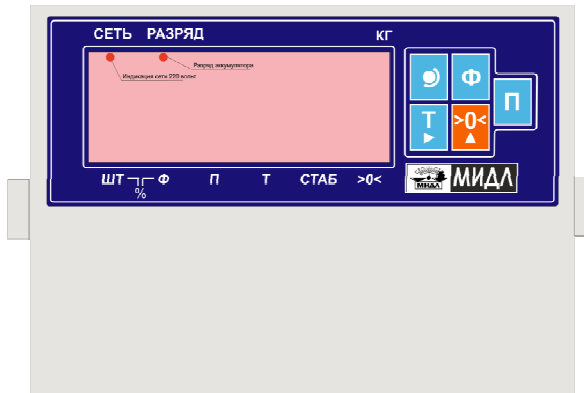 СЕТЬ РАЗРЯД КГ
Разряд аккумулятора
Индикация сети 220 вольт
Ф
П
Т
>0<
ШТ Ф П Т СТАБ >0<
%
МИДЛ МИДЛ